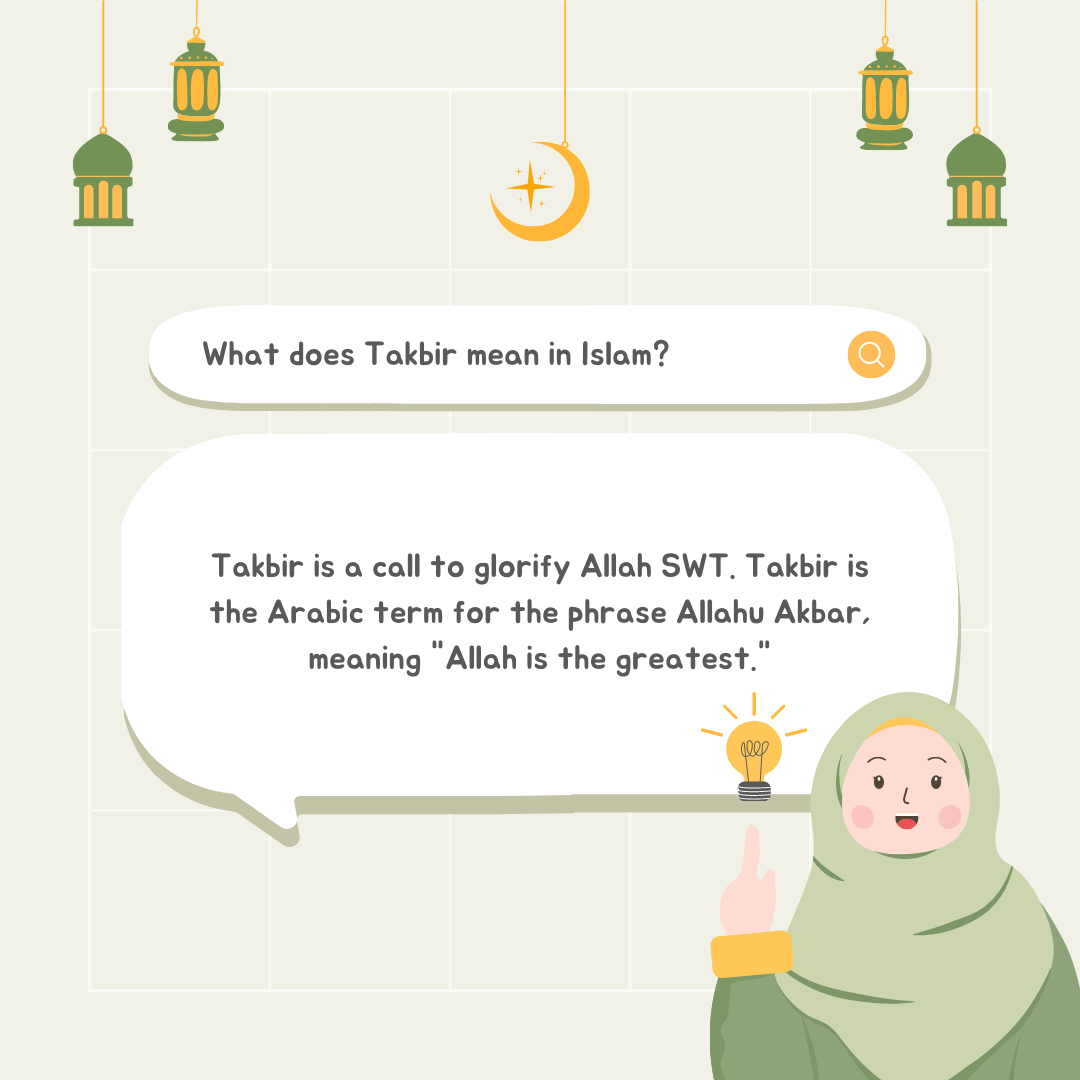 What does Takbir mean in Islam?
Takbir is a call to glorify Allah SWT. Takbir is
the Arabic term for the phrase Allahu Akbar,
meaning "Allah is the greatest."